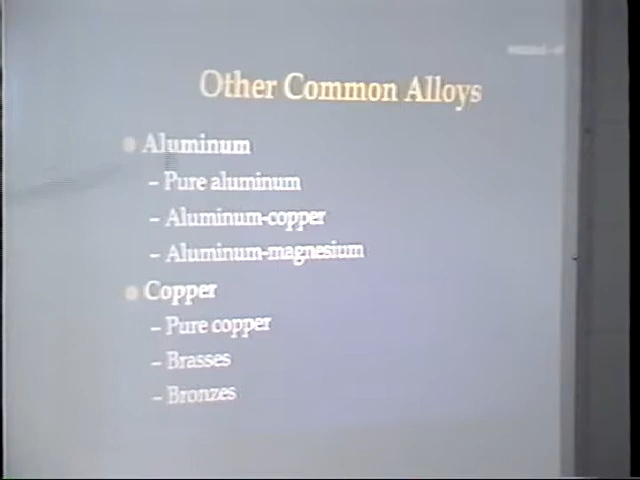 Other Common Alloys
Aluminum
– Pure aluminum
– Aluminum-copper
– Aluminum-magnesium
Copper
– Pure copper
– Brasses
– Bronzes